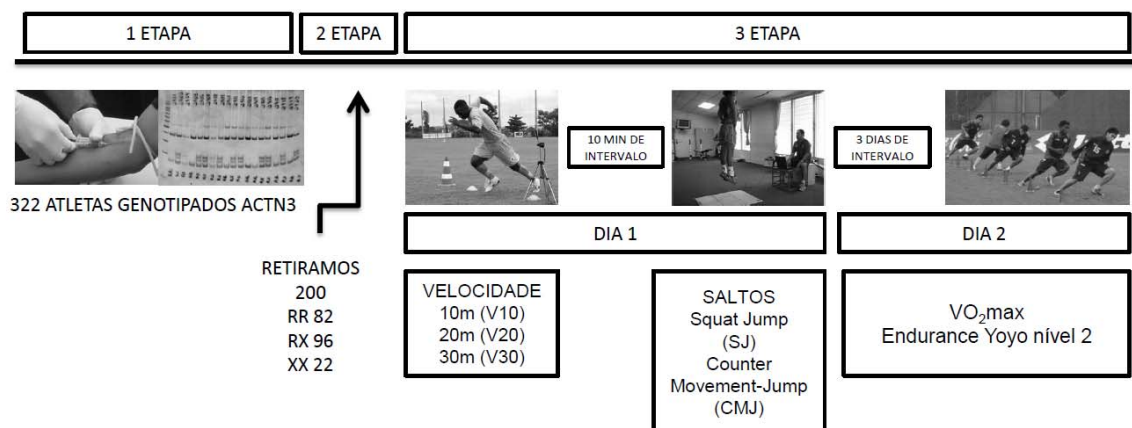 1 ETAPA
2 ETAPA
3 ETAPA
10 MIN DE
INTERVALO
3 DIAS DE
INTERVALO
322 ATLETAS GENOTIPADOS ACTN3
DIA 1
DIA 2
RETIRAMOS
200
RR 82
RX 96
XX 22
VELOCIDADE
10m (V10)
20m (V20)
30m (V30)
SALTOS
Squat Jump
(SJ)
Counter
Movement-Jump
(CMJ)
VO₂max
Endurance Yoyo nível 2